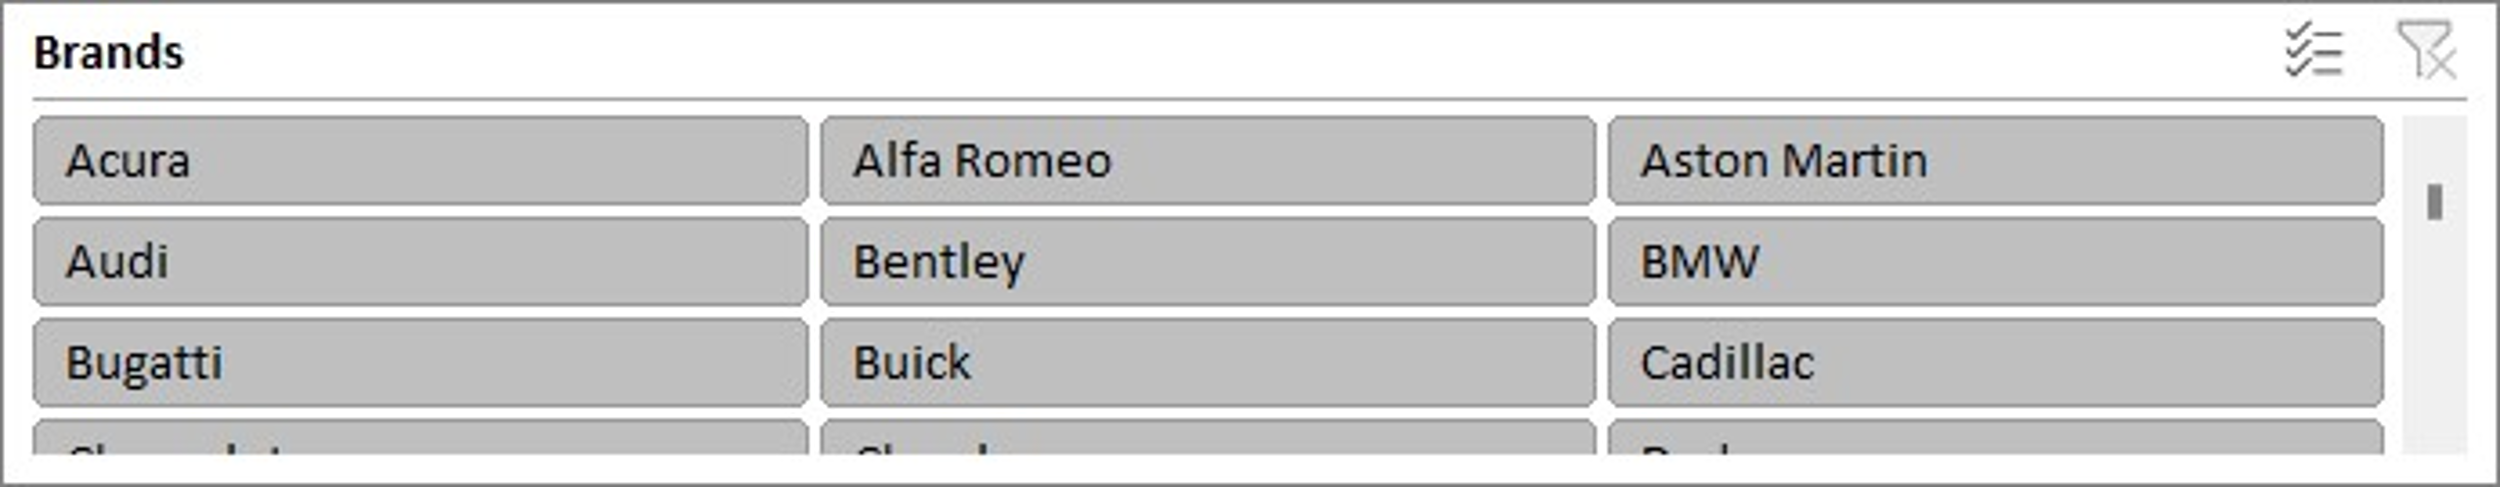 Brands
Acura Alfa Romeo Aston Martin
Audi Bentley BMW
Bugatti Buick Cadillac